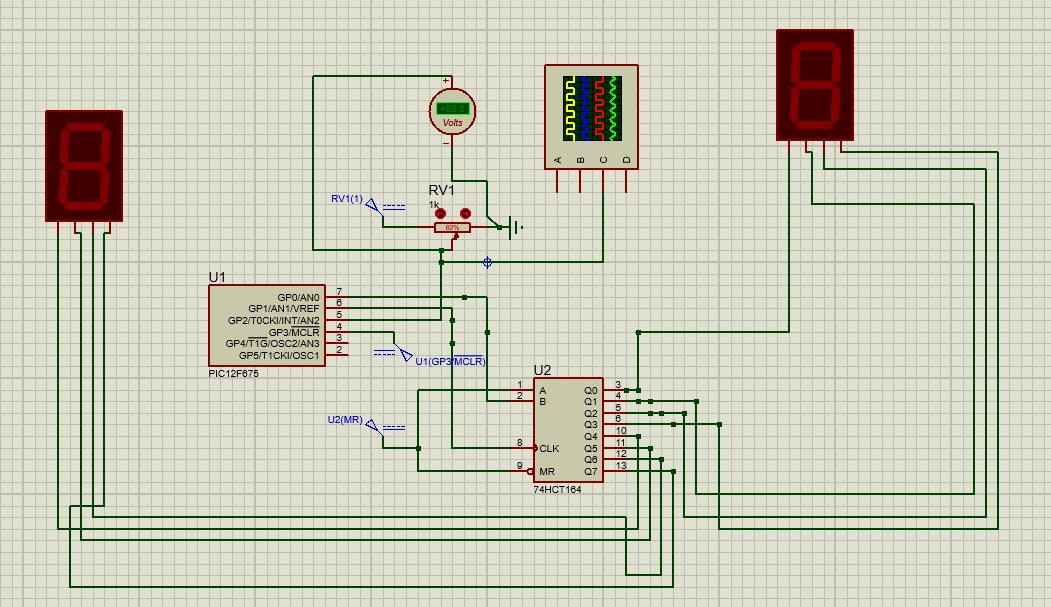 +
Volts
−
A B C D
RV1
1k
RV1(1)
62%
U1
GP0/AN0 7
GP1/AN1/VREF 6
GP2/T0CKI/INT/AN2 5
GP3/MCLR 4
GP4/T1G/OSC2/AN3 3
GP5/T1CKI/OSC1 2
PIC12F675
U1(GP3/MCLR)
U2(MR)
U2
1 A Q0 3
2 B Q1 4
Q2 5
Q3 6
Q4 10
8 CLK Q5 11
Q6 12
9 MR Q7 13
74HCT164